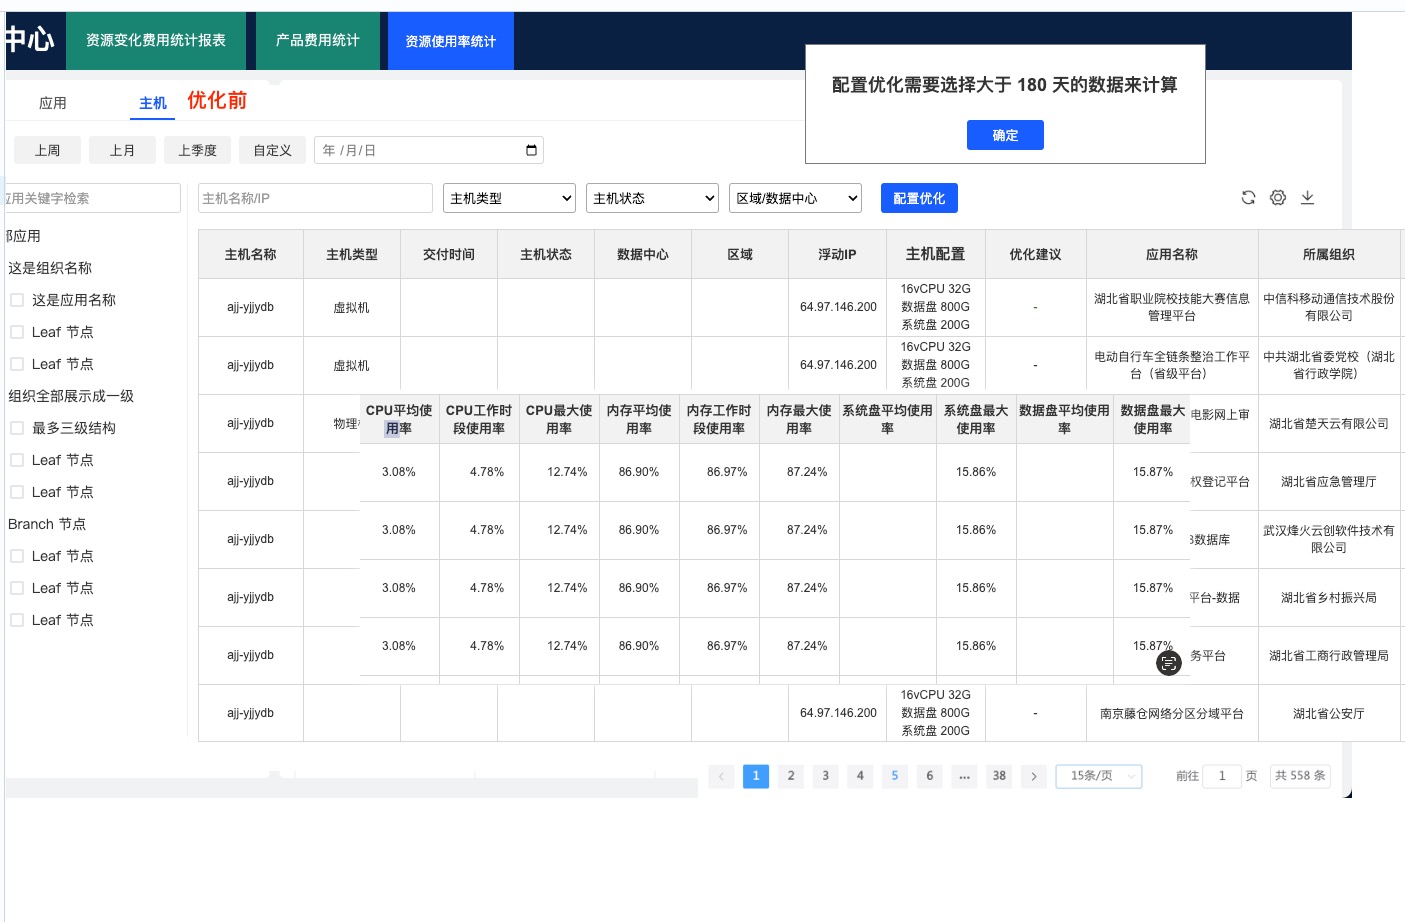 中心 资源变化费用统计报表 产品费用统计 资源使用率统计
配置优化需要选择大于 180 天的数据来计算
确定
应用 主机 优化前
上周 上月 上季度 自定义 年 /月/日
应用关键字检索 主机名称/IP 主机类型 主机状态 区域/数据中心 配置优化
部应用
这是组织名称
这是应用名称
Leaf 节点
Leaf 节点
组织全部展示成一级
最多三级结构
Leaf 节点
Leaf 节点
Branch 节点
Leaf 节点
Leaf 节点
Leaf 节点
主机名称 主机类型 交付时间 主机状态 数据中心 区域 浮动IP 主机配置 优化建议 应用名称 所属组织
ajj-yjjydb 虚拟机 64.97.146.200 16vCPU 32G
数据盘 800G
系统盘 200G
- 湖北省职业院校技能大赛信息
管理平台
中信科移动通信技术股份
有限公司
ajj-yjjydb 虚拟机 64.97.146.200 16vCPU 32G
数据盘 800G
系统盘 200G
- 电动自行车全链条整治工作平
台（省级平台）
中共湖北省委党校（湖北
省行政学院）
ajj-yjjydb 物理 电影网上审 湖北省楚天云有限公司
ajj-yjjydb 权登记平台 湖北省应急管理厅
ajj-yjjydb 数据库 武汉烽火云创软件技术有
限公司
ajj-yjjydb 平台-数据 湖北省乡村振兴局
ajj-yjjydb 务平台 湖北省工商行政管理局
CPU平均使
用率
CPU工作时
段使用率
CPU最大使
用率
内存平均使
用率
内存工作时
段使用率
内存最大使
用率
系统盘平均使用
率
系统盘最大
使用率
数据盘平均使用
率
数据盘最大
使用率
3.08% 4.78% 12.74% 86.90% 86.97% 87.24% 15.86% 15.87%
3.08% 4.78% 12.74% 86.90% 86.97% 87.24% 15.86% 15.87%
3.08% 4.78% 12.74% 86.90% 86.97% 87.24% 15.86% 15.87%
3.08% 4.78% 12.74% 86.90% 86.97% 87.24% 15.86% 15.87%
ajj-yjjydb 64.97.146.200 16vCPU 32G
数据盘 800G
系统盘 200G
- 南京藤仓网络分区分域平台 湖北省公安厅
1 2 3 4 5 6 ... 38 15条/页 前往 1 页 共 558 条